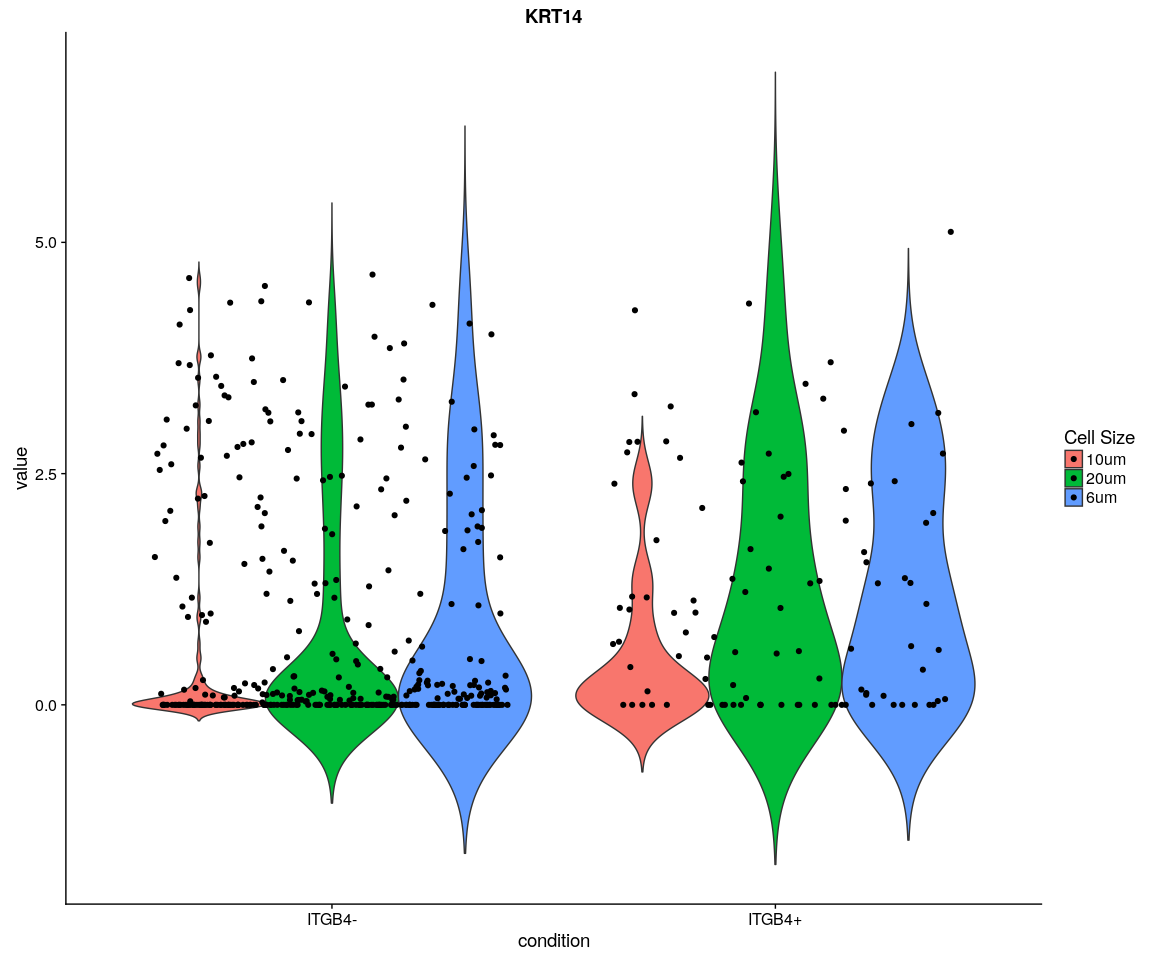 KRT14
value
5.0
2.5
0.0
ITGB4-
ITGB4+
condition
Cell Size
10um
20um
6um